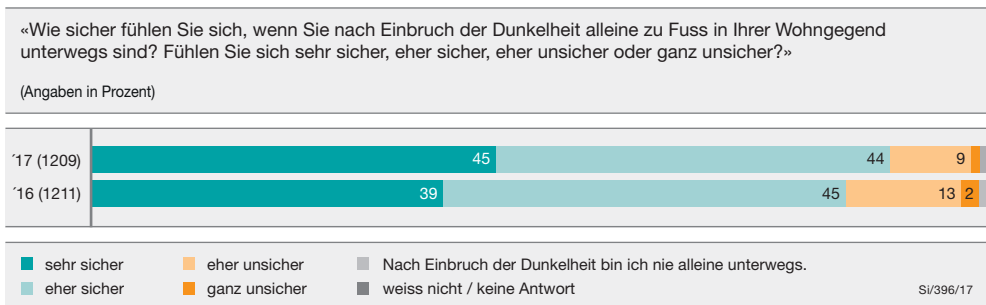 «Wie sicher fühlen Sie sich, wenn Sie nach Einbruch der Dunkelheit alleine zu Fuss in Ihrer Wohngegend
unterwegs sind? Fühlen Sie sich sehr sicher, eher sicher, eher unsicher oder ganz unsicher?»
(Angaben in Prozent)
´17 (1209) 45 44 9
´16 (1211) 39 45 13 2
sehr sicher eher unsicher Nach Einbruch der Dunkelheit bin ich nie alleine unterwegs.
eher sicher ganz unsicher weiss nicht / keine Antwort Si/396/17